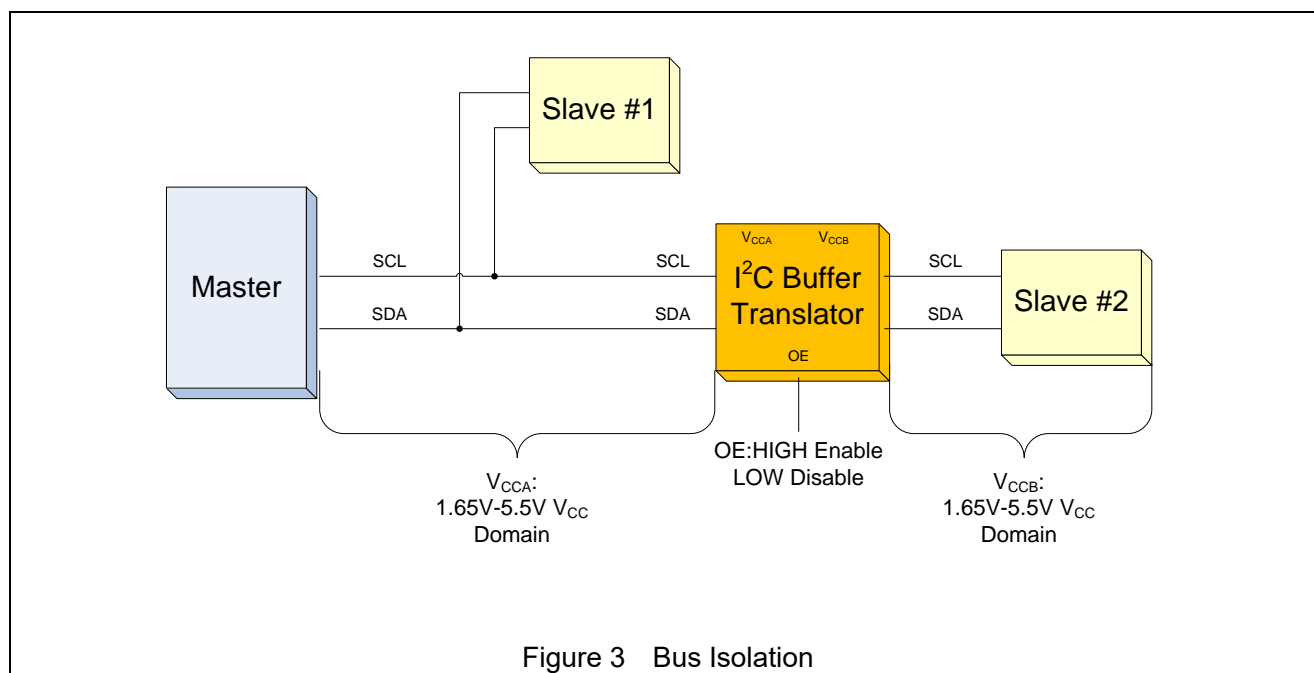 Slave #1
Master
SCL
SDA
SCL
SDA
VCCA VCCB
I2C Buffer
Translator
OE
SCL
SDA
Slave #2
OE:HIGH Enable
LOW Disable
VCCA:
1.65V-5.5V VCC
Domain
VCCB:
1.65V-5.5V VCC
Domain
Figure 3 Bus Isolation